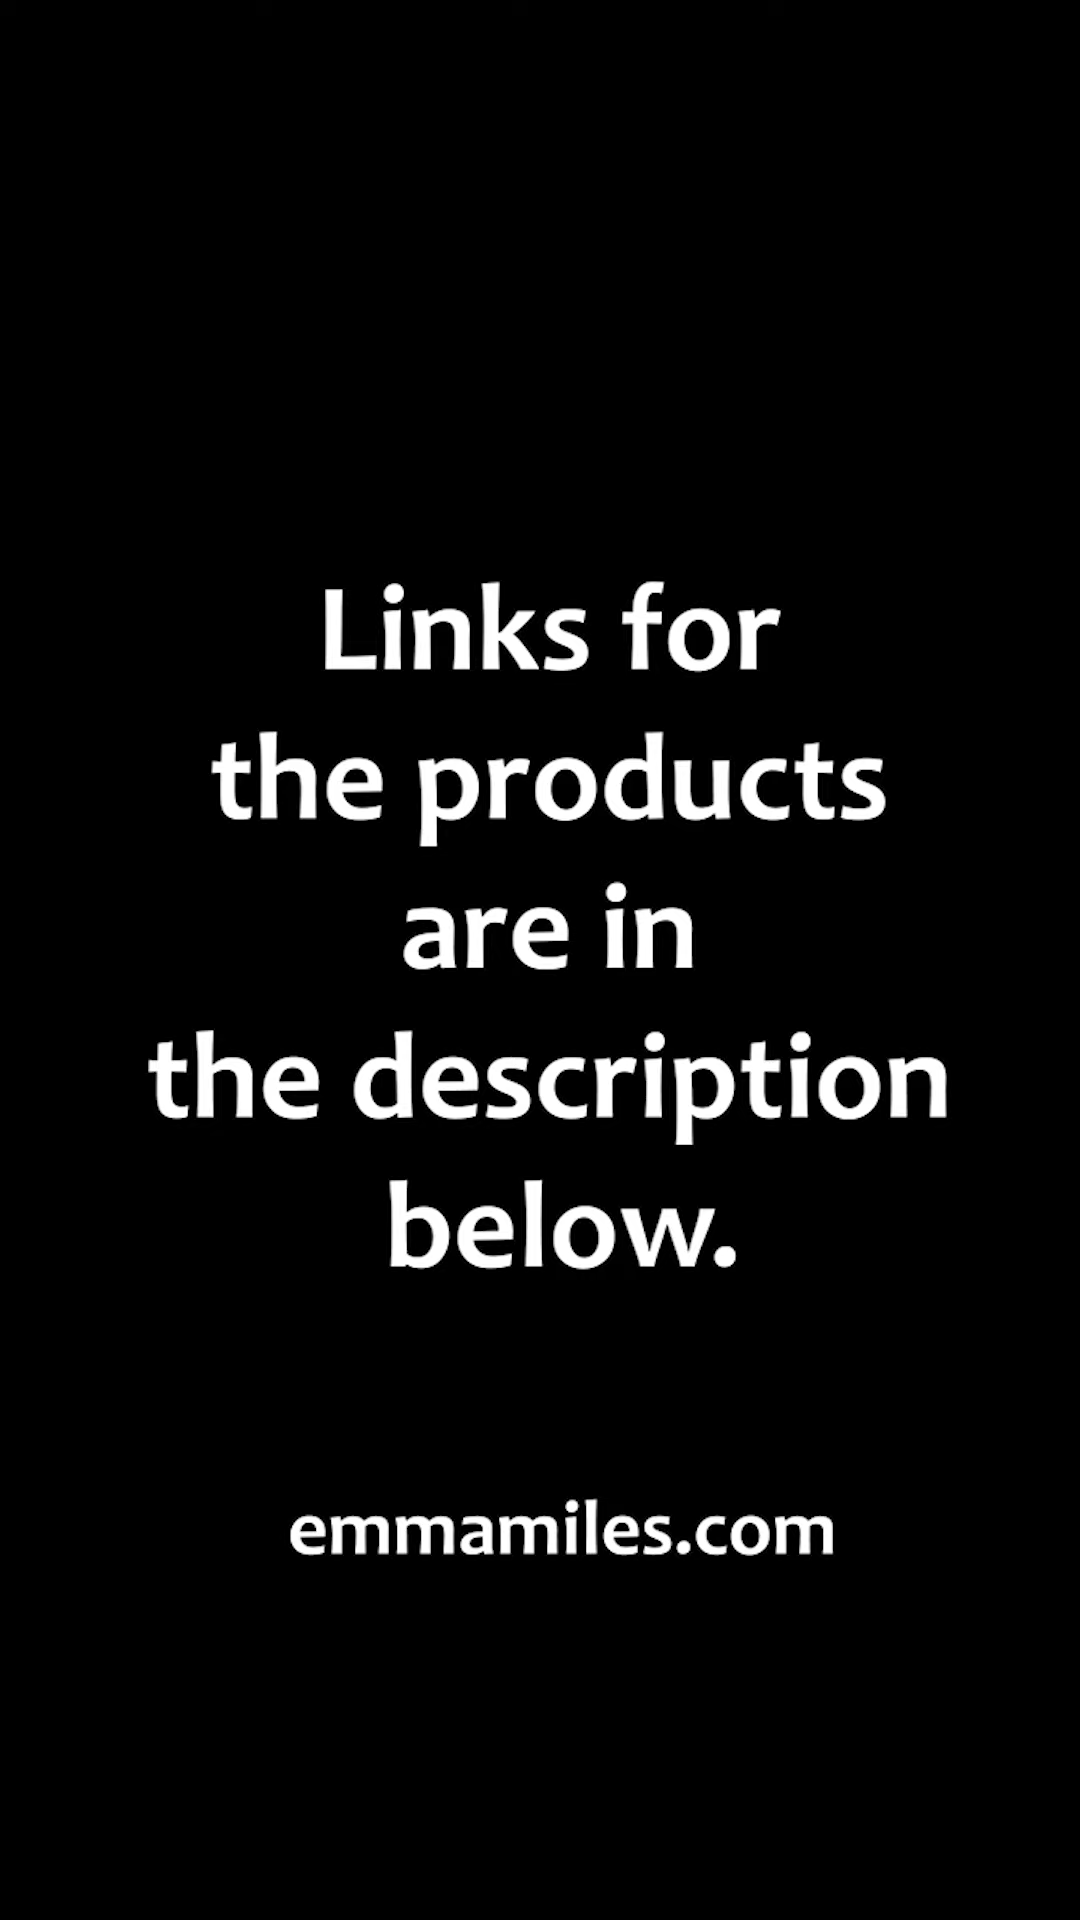 Links for
the products
are in
the description
below.
emmamiles.com